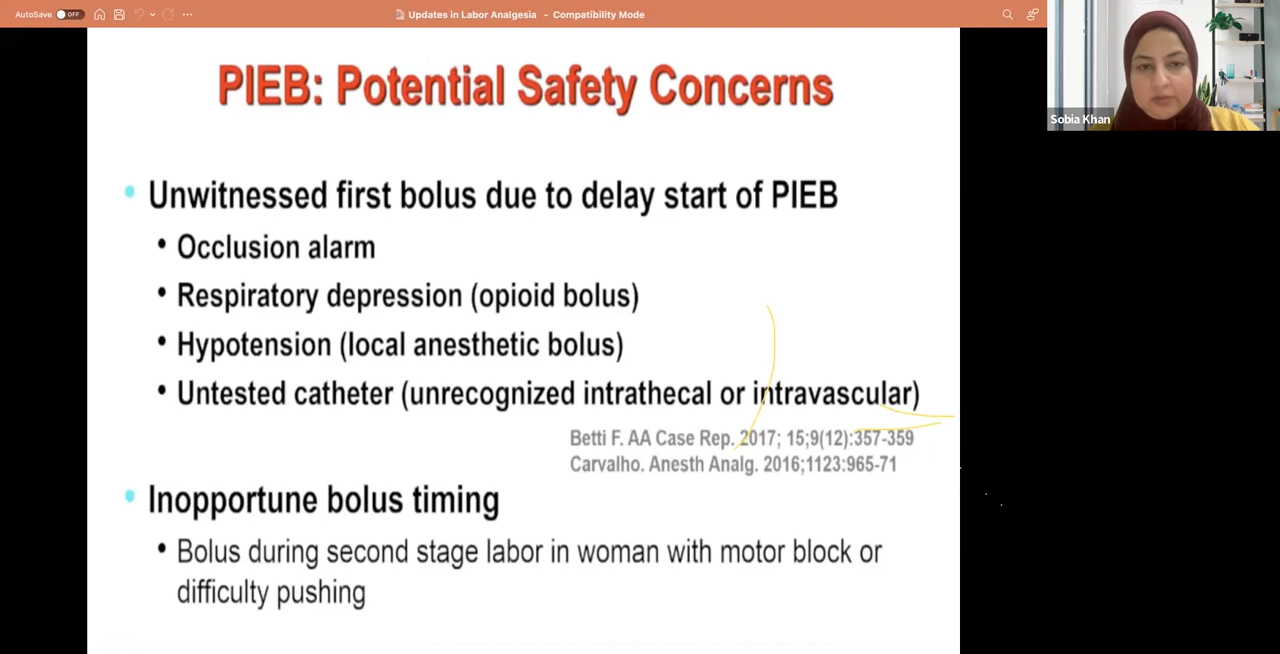 AutoSave OFF
Updates in Labor Analgesia - Compatibility Mode
Sobia Khan
PIEB: Potential Safety Concerns
• Unwitnessed first bolus due to delay start of PIEB
• Occlusion alarm
• Respiratory depression (opioid bolus)
• Hypotension (local anesthetic bolus)
• Untested catheter (unrecognized intrathecal or intravascular)
Betti F. AA Case Rep. 2017; 15;9(12):357-359
Carvalho. Anesth Analg. 2016;1123:965-71
• Inopportune bolus timing
• Bolus during second stage labor in woman with motor block or
difficulty pushing